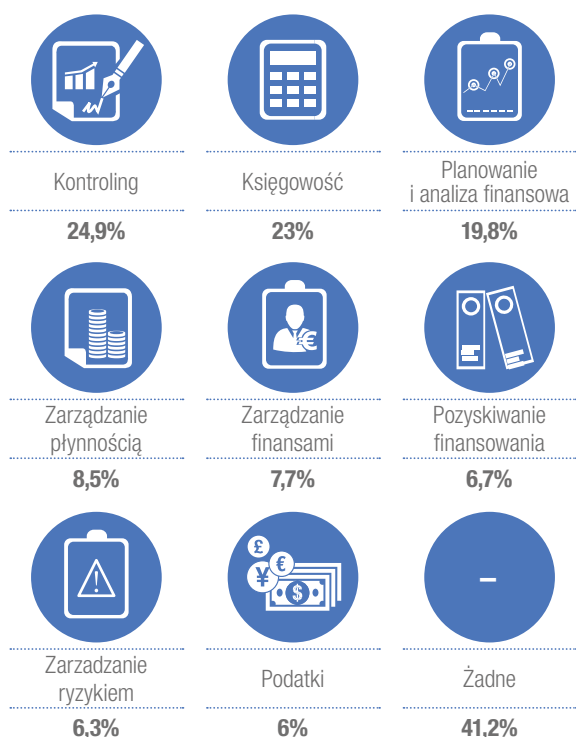 Kontroling
24,9%
Księgowość
23%
Planowanie
i analiza finansowa
19,8%
Zarządzanie
płynnością
8,5%
€
Zarządzanie
finansami
7,7%
Pozyskiwanie
finansowania
6,7%
Zarzadzanie
ryzykiem
6,3%
£
¥
€
$
Podatki
6%
–
Żadne
41,2%